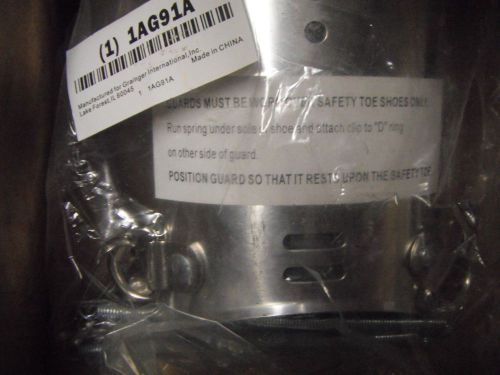 (1) 1AG91A
Manufactured for Grainger International, Inc.
Lake Forest, IL 60045 1 1AG91A Made in CHINA
GUARDS MUST BE WORN OVER SAFETY TOE SHOES ONLY.
Run spring under sole of shoe and attach clip to "D" ring
on other side of guard.
POSITION GUARD SO THAT IT RESTS UPON THE SAFETY TOE